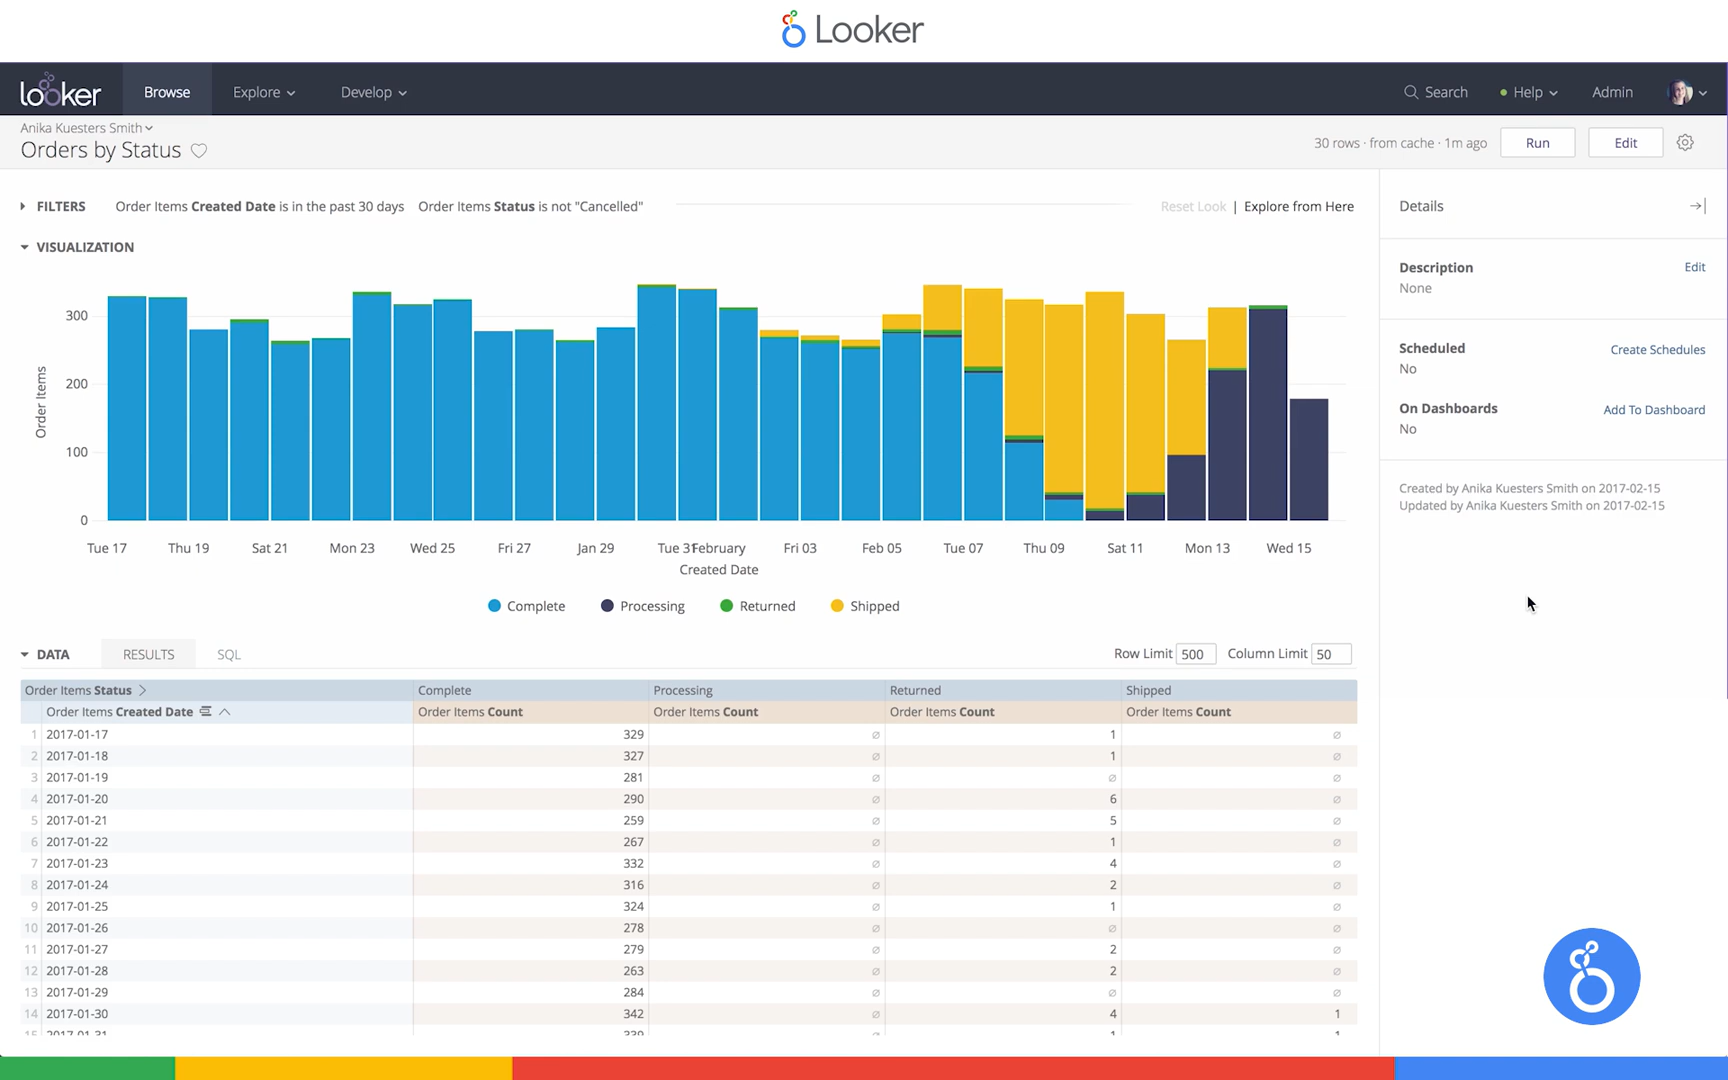 Looker
looker Browse Explore Develop Search Help Admin
Anika Kuesters Smith
Orders by Status
30 rows · from cache · 1m ago Run Edit
FILTERS Order Items Created Date is in the past 30 days Order Items Status is not "Cancelled" Reset Look | Explore from Here
VISUALIZATION
300
200
100
0
Order Items
Tue 17 Thu 19 Sat 21 Mon 23 Wed 25 Fri 27 Jan 29 Tue 31 February Fri 03 Feb 05 Tue 07 Thu 09 Sat 11 Mon 13 Wed 15
Created Date
Complete Processing Returned Shipped
Details
Description Edit
None
Scheduled Create Schedules
No
On Dashboards Add To Dashboard
No
Created by Anika Kuesters Smith on 2017-02-15
Updated by Anika Kuesters Smith on 2017-02-15
DATA RESULTS SQL Row Limit 500 Column Limit 50
Order Items Status Complete Processing Returned Shipped
Order Items Created Date Order Items Count Order Items Count Order Items Count Order Items Count
1 2017-01-17 329 ∅ 1 ∅
2 2017-01-18 327 ∅ 1 ∅
3 2017-01-19 281 ∅ ∅ ∅
4 2017-01-20 290 ∅ 6 ∅
5 2017-01-21 259 ∅ 5 ∅
6 2017-01-22 267 ∅ 1 ∅
7 2017-01-23 332 ∅ 4 ∅
8 2017-01-24 316 ∅ 2 ∅
9 2017-01-25 324 ∅ 1 ∅
10 2017-01-26 278 ∅ ∅ ∅
11 2017-01-27 279 ∅ 2 ∅
12 2017-01-28 263 ∅ 2 ∅
13 2017-01-29 284 ∅ ∅ ∅
14 2017-01-30 342 ∅ 4 1